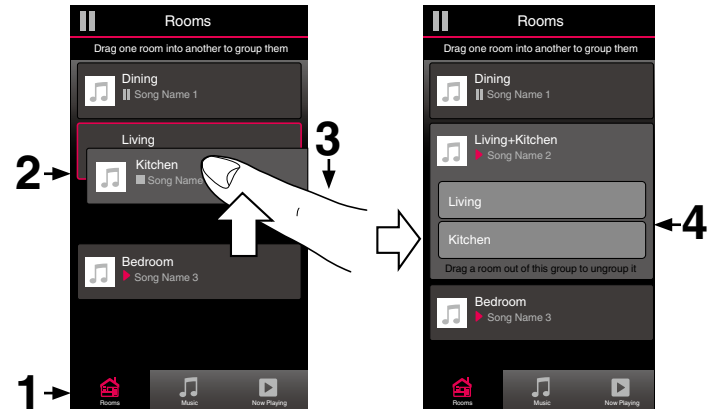 Rooms
Drag one room into another to group them
Dining
Song Name 1
Living
Kitchen
Song Name
Bedroom
Song Name 3
Rooms
Music
Now Playing
1
2
3
Rooms
Drag one room into another to group them
Dining
Song Name 1
Living+Kitchen
Song Name 2
Living
Kitchen
Drag a room out of this group to ungroup it
Bedroom
Song Name 3
Rooms
Music
Now Playing
4